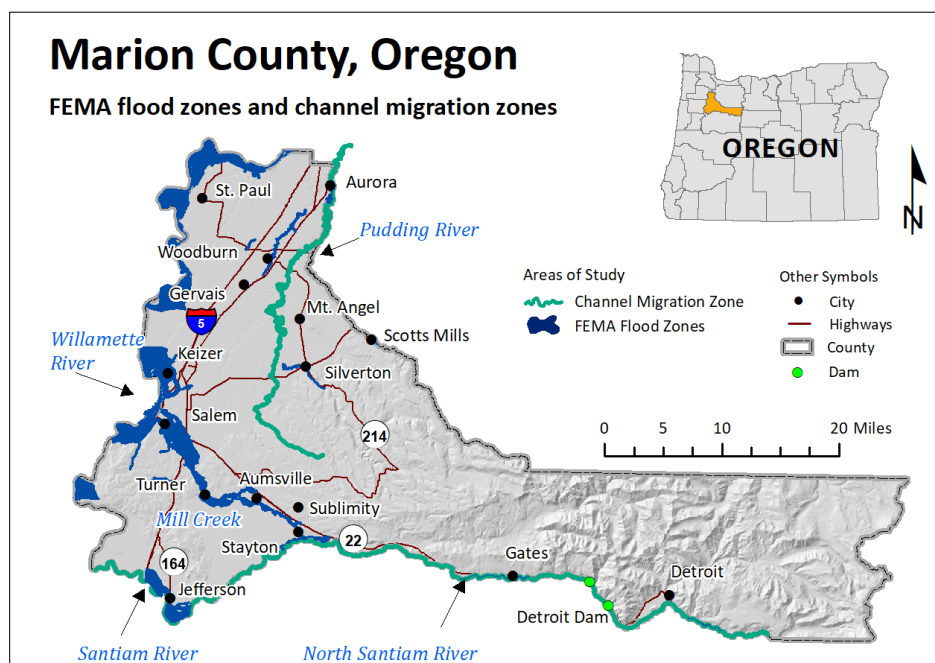 Marion County, Oregon
FEMA flood zones and channel migration zones
OREGON
N
St. Paul
Aurora
Pudding River
Woodburn
Gervais
5
Mt. Angel
Scotts Mills
Willamette
River
Keizer
Silverton
Salem
214
Turner
Aumsville
Sublimity
Mill Creek
Stayton
22
164
Jefferson
Gates
Detroit
Detroit Dam
Santiam River
North Santiam River
Areas of Study
Channel Migration Zone
FEMA Flood Zones
Other Symbols
City
Highways
County
Dam
0 5 10 20 Miles